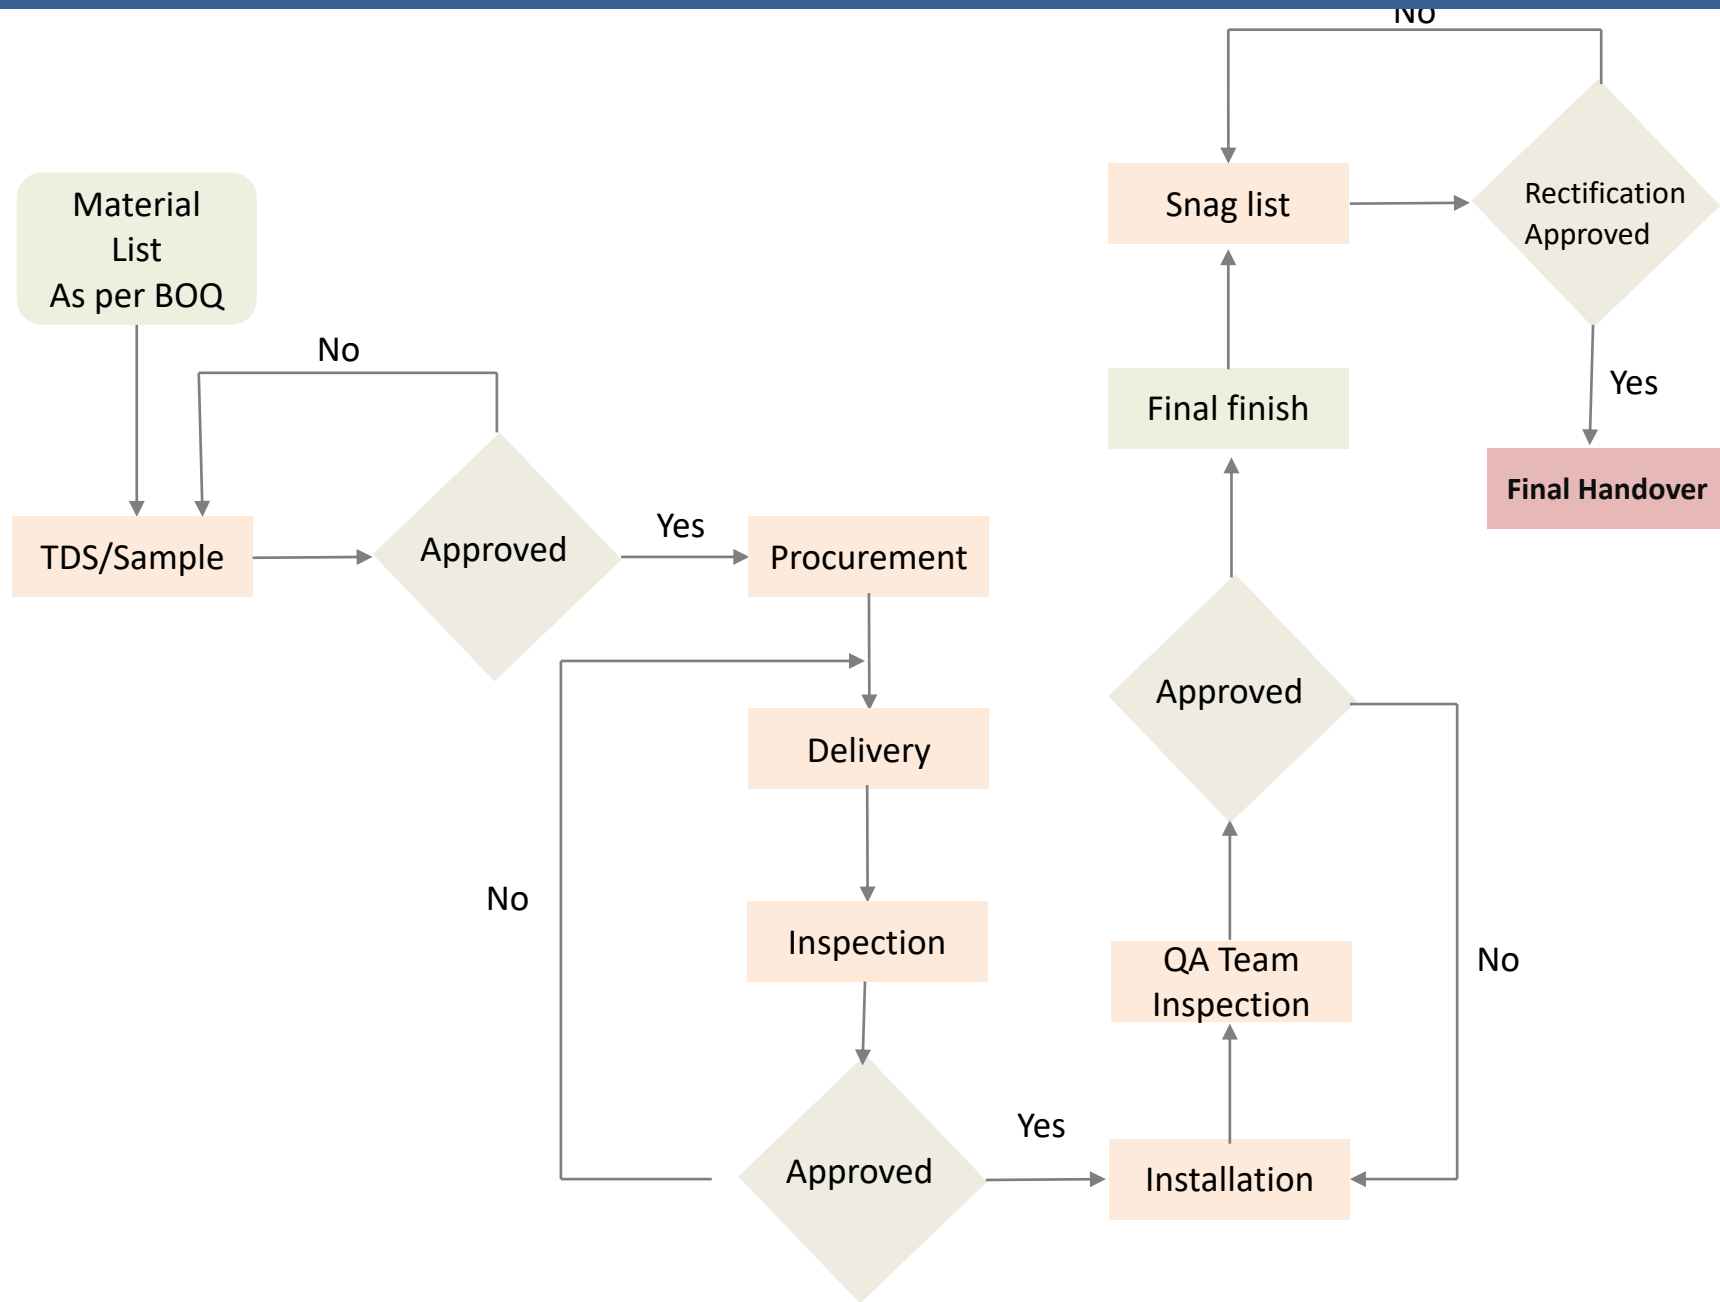 Material
List
As per BOQ
No
TDS/Sample
Approved
Yes
Procurement
Delivery
No
Inspection
Approved
Yes
Installation
QA Team
Inspection
No
Approved
Final finish
Snag list
No
Rectification
Approved
Yes
Final Handover